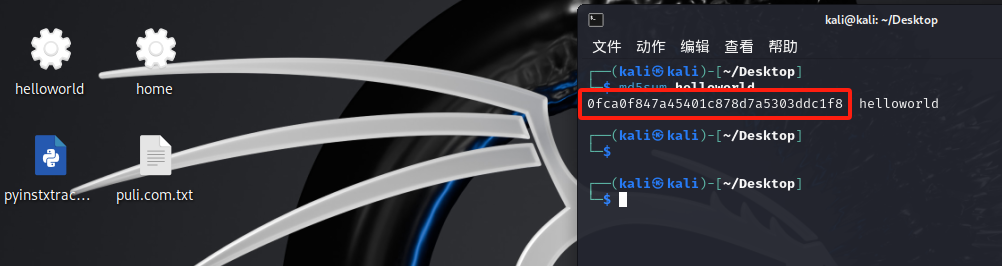 helloworld
home
pyinstxtrac...
puli.com.txt
kali@kali: ~/Desktop
文件 动作 编辑 查看 帮助
┌──(kali㉿kali)-[~/Desktop]
└─$ md5sum helloworld
0fca0f847a45401c878d7a5303ddc1f8 helloworld
┌──(kali㉿kali)-[~/Desktop]
└─$
┌──(kali㉿kali)-[~/Desktop]
└─$